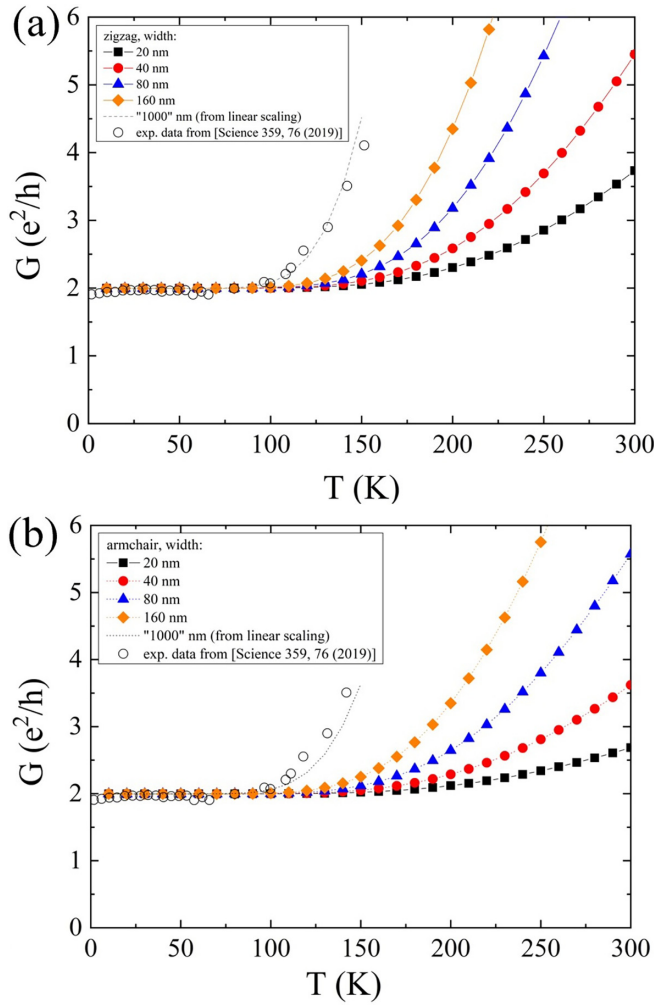 (a)
6
5
4
3
2
1
0
G (e²/h)
zigzag, width:
20 nm
40 nm
80 nm
160 nm
"1000" nm (from linear scaling)
exp. data from [Science 359, 76 (2019)]
0 50 100 150 200 250 300
T (K)
(b)
6
5
4
3
2
1
0
G (e²/h)
armchair, width:
20 nm
40 nm
80 nm
160 nm
"1000" nm (from linear scaling)
exp. data from [Science 359, 76 (2019)]
0 50 100 150 200 250 300
T (K)